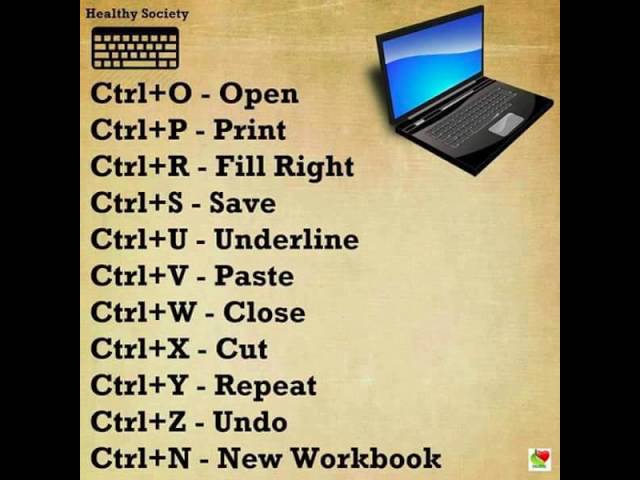 Healthy Society
Ctrl+O - Open
Ctrl+P - Print
Ctrl+R - Fill Right
Ctrl+S - Save
Ctrl+U - Underline
Ctrl+V - Paste
Ctrl+W - Close
Ctrl+X - Cut
Ctrl+Y - Repeat
Ctrl+Z - Undo
Ctrl+N - New Workbook